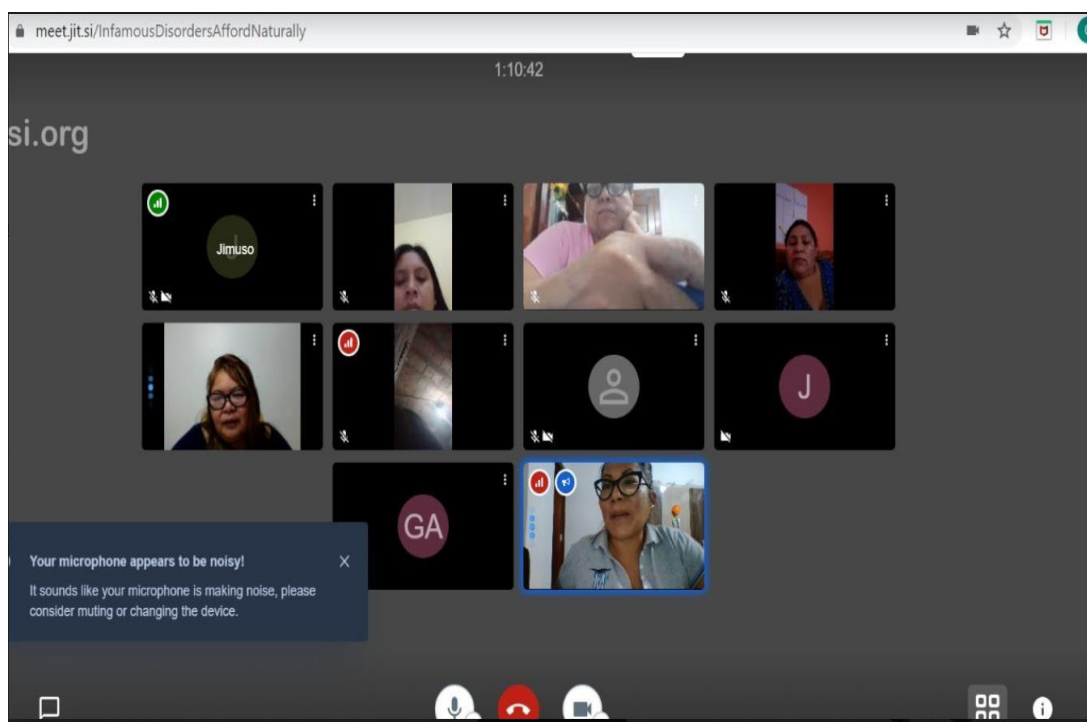 meet.jit.si/InfamousDisordersAffordNaturally
1:10:42
si.org
Jimuso
J
GA
Your microphone appears to be noisy!
It sounds like your microphone is making noise, please
consider muting or changing the device.